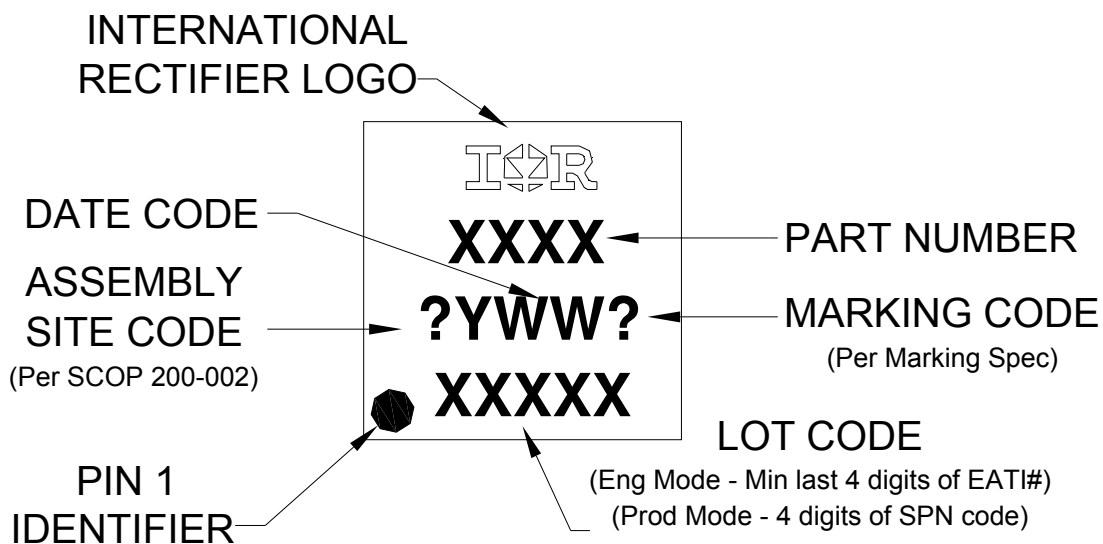 INTERNATIONAL
RECTIFIER LOGO
IOR
XXXX
PART NUMBER
DATE CODE
ASSEMBLY
SITE CODE
(Per SCOP 200-002)
?YWW?
MARKING CODE
(Per Marking Spec)
XXXXX
LOT CODE
(Eng Mode - Min last 4 digits of EATI#)
(Prod Mode - 4 digits of SPN code)
PIN 1
IDENTIFIER